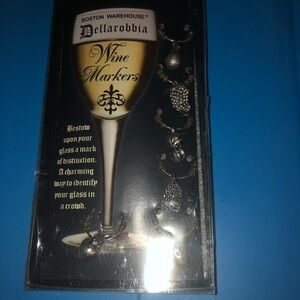 BOSTON WAREHOUSE®
Dellarobbia
Wine
Markers
Bestow
upon your
glass a mark
of distinction.
A charming
way to identify
your glass in
a crowd.